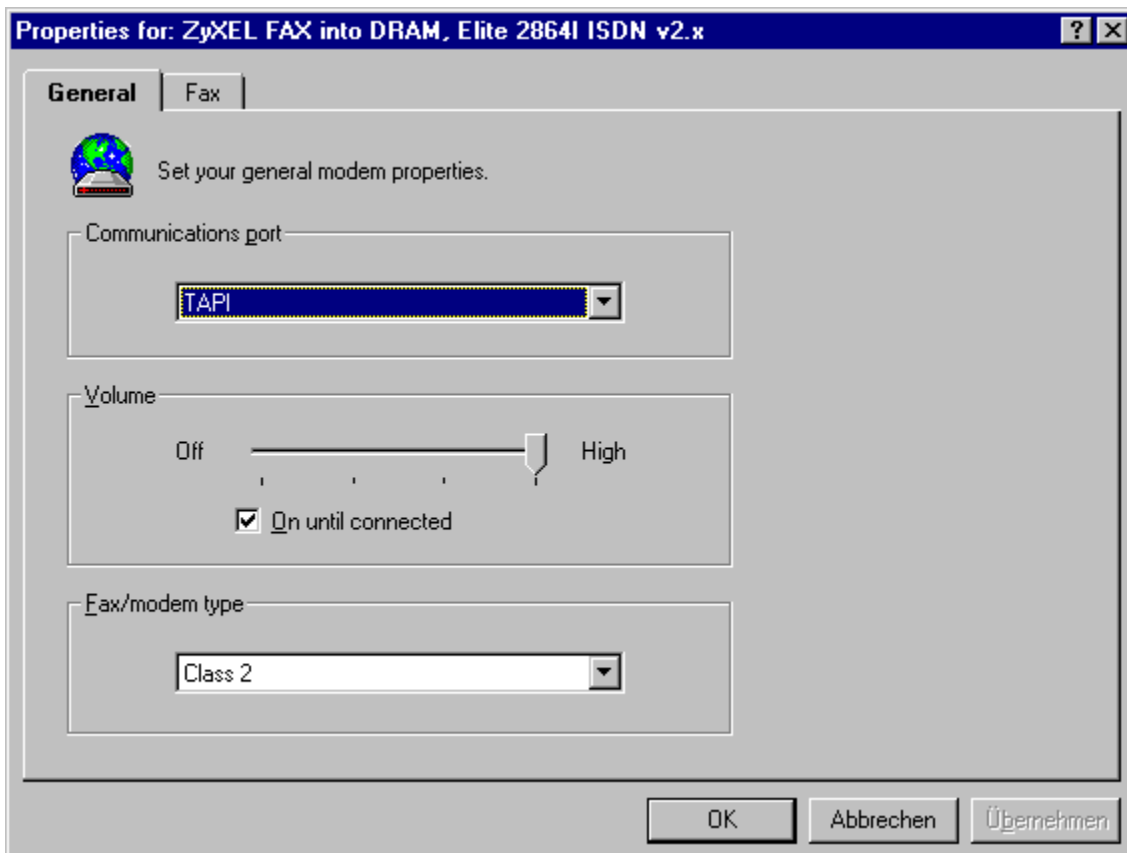 Properties for: ZyXEL FAX into DRAM, Elite 2864I ISDN v2.x
General Fax
Set your general modem properties.
Communications port
TAPI
Volume
Off High
On until connected
Fax/modem type
Class 2
OK Abbrechen Übernehmen